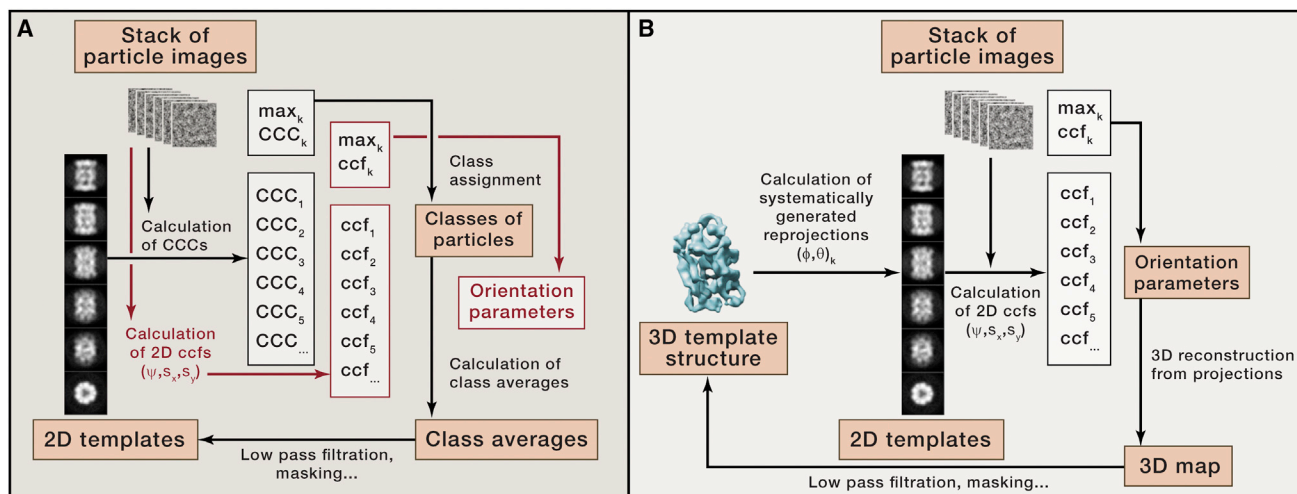 A
Stack of
particle images
max_k
CCC_k
max_k
ccf_k
Class
assignment
Calculation
of CCCs
CCC_1
CCC_2
CCC_3
CCC_4
CCC_5
CCC_...
ccf_1
ccf_2
ccf_3
ccf_4
ccf_5
ccf_...
Classes of
particles
Orientation
parameters
Calculation
of 2D ccfs
(ψ,s_x,s_y)
Calculation of
class averages
2D templates
Class averages
Low pass filtration,
masking...
B
Stack of
particle images
max_k
ccf_k
Calculation of
systematically
generated
reprojections
(ϕ,θ)_k
ccf_1
ccf_2
ccf_3
ccf_4
ccf_5
ccf_...
Orientation
parameters
Calculation
of 2D ccfs
(ψ,s_x,s_y)
3D template
structure
3D reconstruction
from projections
2D templates
3D map
Low pass filtration, masking...